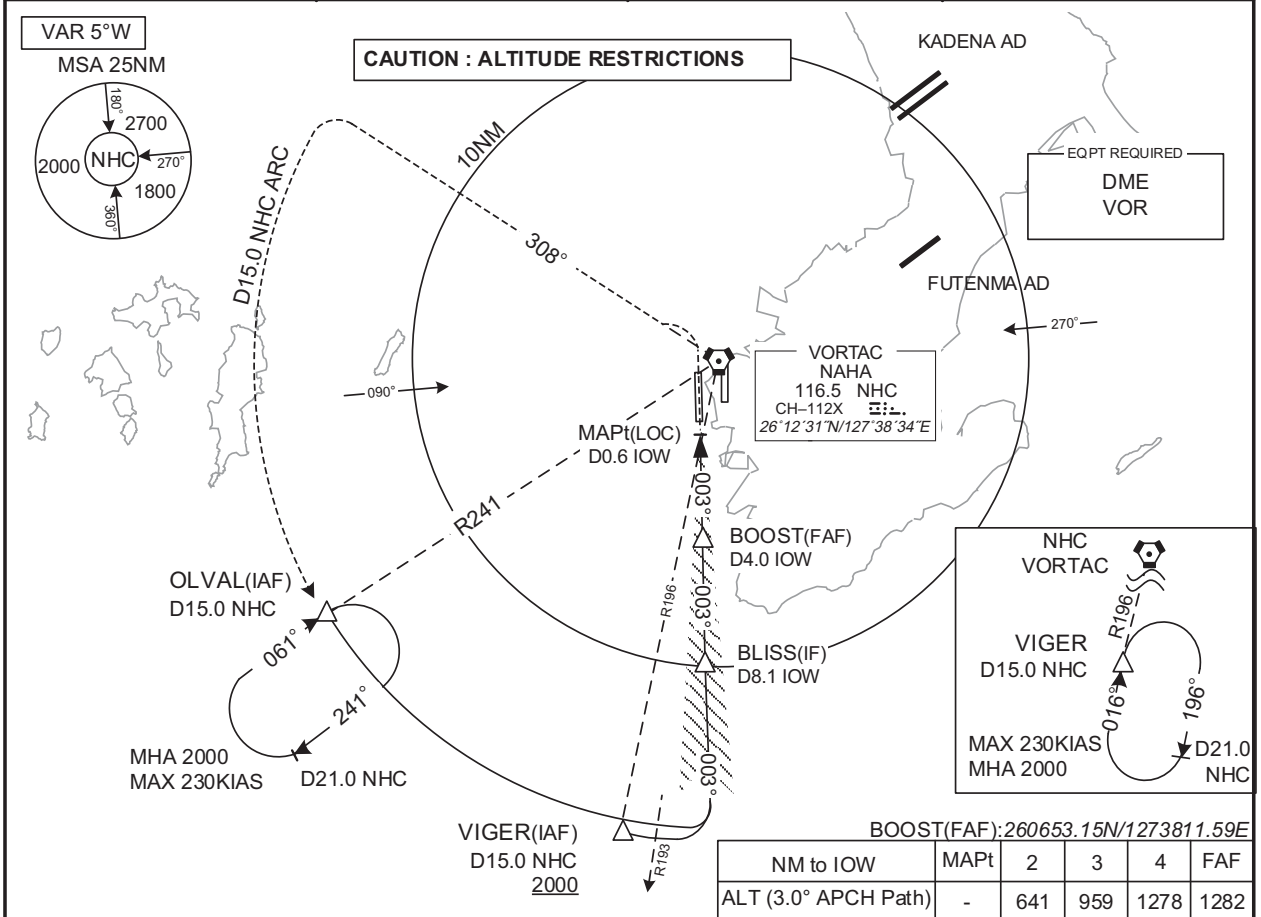 VAR 5°W
MSA 25NM
180°
2700
2000
NHC
270°
1800
360°
CAUTION : ALTITUDE RESTRICTIONS
KADENA AD
EQPT REQUIRED
DME
VOR
10NM
D15.0 NHC ARC
308°
FUTENMA AD
270°
090°
VORTAC
NAHA
116.5 NHC
CH–112X
26°12´31˝N/127°38´34˝E
MAPt(LOC)
D0.6 IOW
003°
R241
BOOST(FAF)
D4.0 IOW
003°
R196
OLVAL(IAF)
D15.0 NHC
061°
241°
BLISS(IF)
D8.1 IOW
003°
MHA 2000
MAX 230KIAS
D21.0 NHC
VIGER(IAF)
D15.0 NHC
2000
R193
NHC
VORTAC
R196
VIGER
D15.0 NHC
016°
196°
MAX 230KIAS
MHA 2000
D21.0
NHC
BOOST(FAF):260653.15N/1273811.59E
NM to IOW MAPt 2 3 4 FAF
ALT (3.0° APCH Path) - 641 959 1278 1282